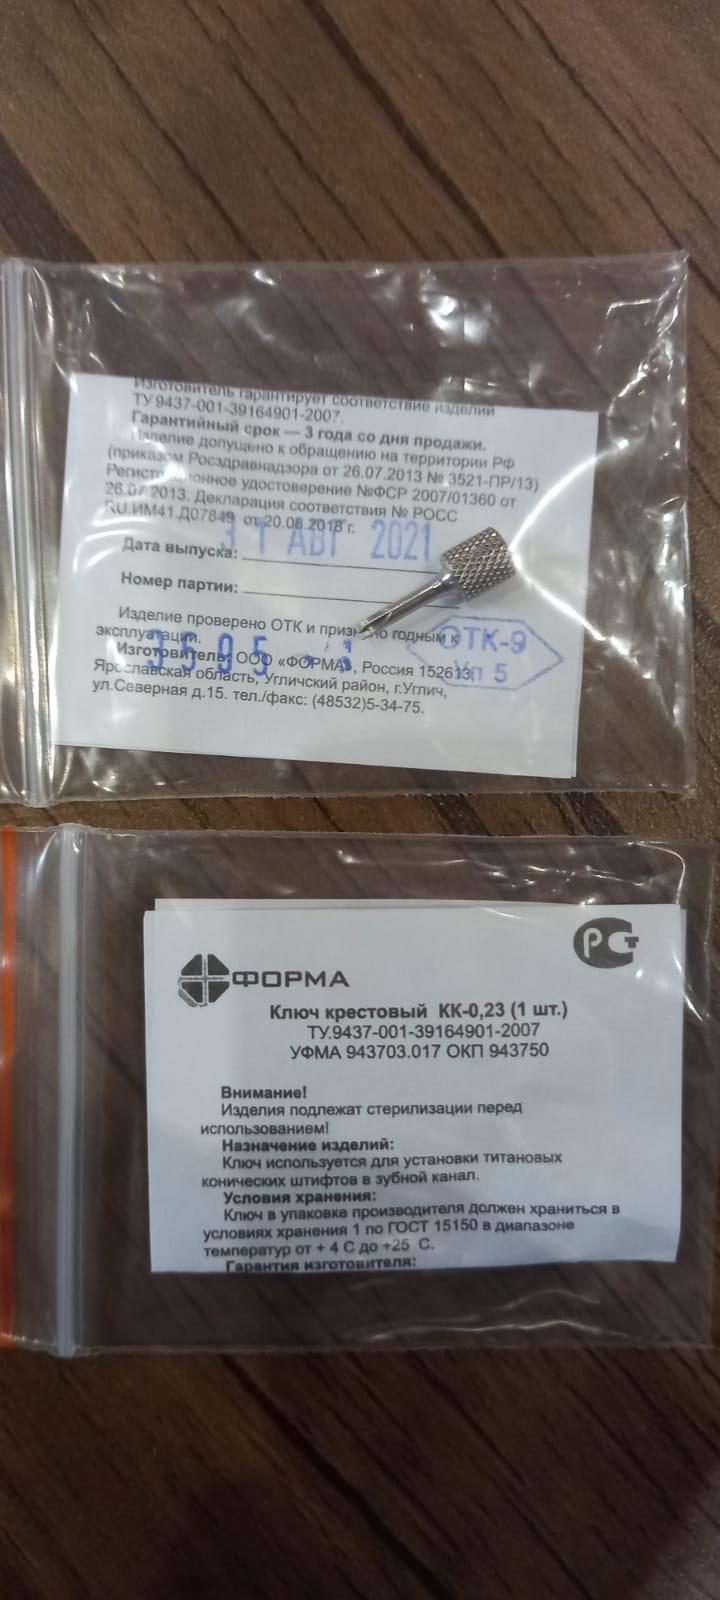 Изготовитель гарантирует соответствие изделий
ТУ 9437-001-39164901-2007.
Гарантийный срок — 3 года со дня продажи.
Изделие допущено к обращению на территории РФ
(приказом Росздравнадзора от 26.07.2013 № 3521-ПР/13)
Регистрационное удостоверение №ФСР 2007/01360 от
26.07.2013. Декларация соответствия № РОСС
RU.ИМ41.Д07849 от 20.08.2018 г.
Дата выпуска: 31 АВГ 2021
Номер партии:
Изделие проверено ОТК и признано годным к
эксплуатации.
3595
ОТК-9
Уп 5
Изготовитель: ООО «ФОРМА», Россия 152613,
Ярославская область, Угличский район, г.Углич,
ул.Северная д.15. тел./факс: (48532)5-34-75.
РСТ
ФОРМА
Ключ крестовый КК-0,23 (1 шт.)
ТУ.9437-001-39164901-2007
УФМА 943703.017 ОКП 943750
Внимание!
Изделия подлежат стерилизации перед
использованием!
Назначение изделий:
Ключ используется для установки титановых
конических штифтов в зубной канал.
Условия хранения:
Ключ в упаковке производителя должен храниться в
условиях хранения 1 по ГОСТ 15150 в диапазоне
температур от + 4 С до +25 С.
Гарантия изготовителя: